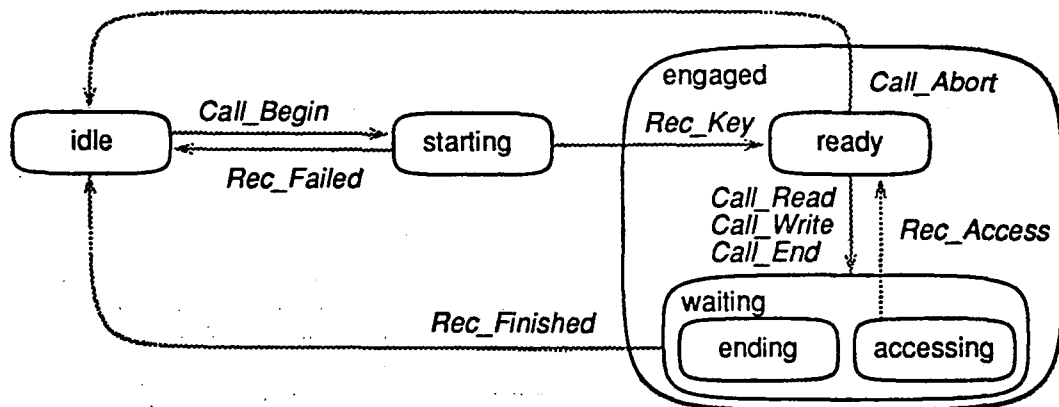 engaged
Call_Abort
Call_Begin
idle
starting
Rec_Key
ready
Rec_Failed
Call_Read
Call_Write
Call_End
Rec_Access
waiting
Rec_Finished
ending
accessing